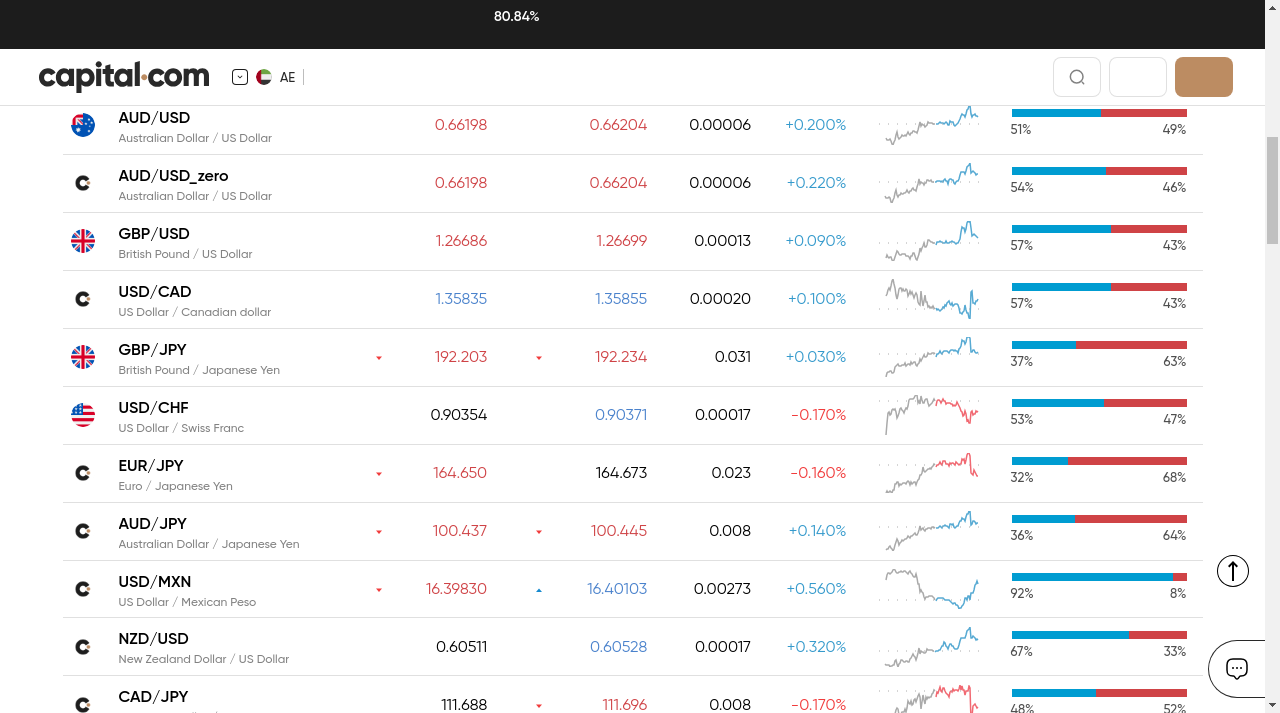 80.84%
capital.com AE
AUD/USD 0.66198 0.66204 0.00006 +0.200% 51% 49%
Australian Dollar / US Dollar
AUD/USD_zero 0.66198 0.66204 0.00006 +0.220% 54% 46%
Australian Dollar / US Dollar
GBP/USD 1.26686 1.26699 0.00013 +0.090% 57% 43%
British Pound / US Dollar
USD/CAD 1.35835 1.35855 0.00020 +0.100% 57% 43%
US Dollar / Canadian dollar
GBP/JPY 192.203 192.234 0.031 +0.030% 37% 63%
British Pound / Japanese Yen
USD/CHF 0.90354 0.90371 0.00017 -0.170% 53% 47%
US Dollar / Swiss Franc
EUR/JPY 164.650 164.673 0.023 -0.160% 32% 68%
Euro / Japanese Yen
AUD/JPY 100.437 100.445 0.008 +0.140% 36% 64%
Australian Dollar / Japanese Yen
USD/MXN 16.39830 16.40103 0.00273 +0.560% 92% 8%
US Dollar / Mexican Peso
NZD/USD 0.60511 0.60528 0.00017 +0.320% 67% 33%
New Zealand Dollar / US Dollar
CAD/JPY 111.688 111.696 0.008 -0.170% 48% 52%